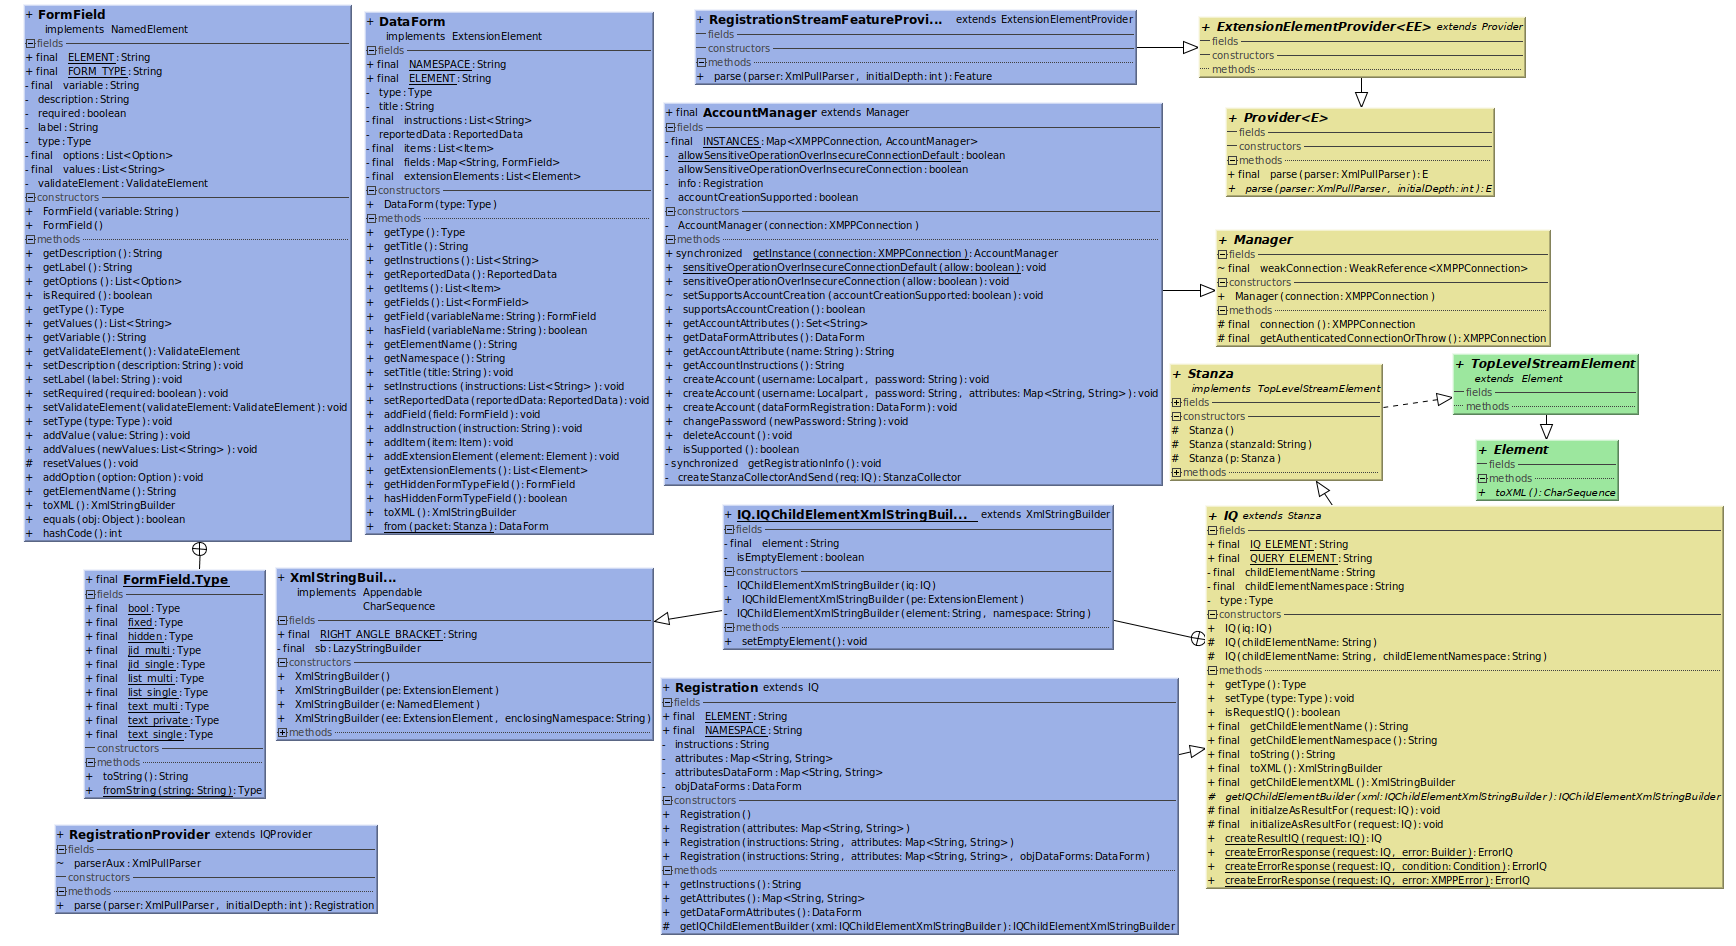 + FormField
implements NamedElement
fields
+ final ELEMENT:String
+ final FORM_TYPE:String
- final variable:String
- description:String
- required:boolean
- label:String
- type:Type
- final options:List<Option>
- final values:List<String>
- validateElement:ValidateElement
constructors
+ FormField(variable:String)
+ FormField()
methods
+ getDescription():String
+ getLabel():String
+ getOptions():List<Option>
+ isRequired():boolean
+ getType():Type
+ getValues():List<String>
+ getVariable():String
+ getValidateElement():ValidateElement
+ setDescription(description:String):void
+ setLabel(label:String):void
+ setRequired(required:boolean):void
+ setValidateElement(validateElement:ValidateElement):void
+ setType(type:Type):void
+ addValue(value:String):void
+ addValues(newValues:List<String>):void
# resetValues():void
+ addOption(option:Option):void
+ getElementName():String
+ toXML():XmlStringBuilder
+ equals(obj:Object):boolean
+ hashCode():int
+ DataForm
implements ExtensionElement
fields
+ final NAMESPACE:String
+ final ELEMENT:String
- type:Type
- title:String
- final instructions:List<String>
- reportedData:ReportedData
- final items:List<Item>
- final fields:Map<String, FormField>
- final extensionElements:List<Element>
constructors
+ DataForm(type:Type)
methods
+ getType():Type
+ getTitle():String
+ getInstructions():List<String>
+ getReportedData():ReportedData
+ getItems():List<Item>
+ getFields():List<FormField>
+ getField(variableName:String):FormField
+ hasField(variableName:String):boolean
+ getElementName():String
+ getNamespace():String
+ setTitle(title:String):void
+ setInstructions(instructions:List<String>):void
+ setReportedData(reportedData:ReportedData):void
+ addField(field:FormField):void
+ addInstruction(instruction:String):void
+ addItem(item:Item):void
+ addExtensionElement(element:Element):void
+ getExtensionElements():List<Element>
+ getHiddenFormTypeField():FormField
+ hasHiddenFormTypeField():boolean
+ toXML():XmlStringBuilder
+ from(packet:Stanza):DataForm
+ RegistrationStreamFeatureProvi... extends ExtensionElementProvider
fields
constructors
methods
+ parse(parser:XmlPullParser, initialDepth:int):Feature
+ ExtensionElementProvider<EE> extends Provider
fields
constructors
methods
+ Provider<E>
fields
constructors
methods
+ final parse(parser:XmlPullParser):E
+ parse(parser:XmlPullParser, initialDepth:int):E
+ final AccountManager extends Manager
fields
- final INSTANCES:Map<XMPPConnection, AccountManager>
- allowSensitiveOperationOverInsecureConnectionDefault:boolean
- allowSensitiveOperationOverInsecureConnection:boolean
- info:Registration
- accountCreationSupported:boolean
constructors
- AccountManager(connection:XMPPConnection)
methods
+ synchronized getInstance(connection:XMPPConnection):AccountManager
+ sensitiveOperationOverInsecureConnectionDefault(allow:boolean):void
+ sensitiveOperationOverInsecureConnection(allow:boolean):void
~ setSupportsAccountCreation(accountCreationSupported:boolean):void
+ supportsAccountCreation():boolean
+ getAccountAttributes():Set<String>
+ getDataFormAttributes():DataForm
+ getAccountAttribute(name:String):String
+ getAccountInstructions():String
+ createAccount(username:Localpart, password:String):void
+ createAccount(username:Localpart, password:String, attributes:Map<String, String>):void
+ createAccount(dataFormRegistration:DataForm):void
+ changePassword(newPassword:String):void
+ deleteAccount():void
+ isSupported():boolean
- synchronized getRegistrationInfo():void
- createStanzaCollectorAndSend(req:IQ):StanzaCollector
+ Manager
fields
~ final weakConnection:WeakReference<XMPPConnection>
constructors
+ Manager(connection:XMPPConnection)
methods
# final connection():XMPPConnection
# final getAuthenticatedConnectionOrThrow():XMPPConnection
+ Stanza
implements TopLevelStreamElement
fields
constructors
# Stanza()
# Stanza(stanzaId:String)
# Stanza(p:Stanza)
methods
+ TopLevelStreamElement
extends Element
fields
methods
+ Element
fields
methods
+ toXML():CharSequence
+ final FormField.Type
fields
+ final bool:Type
+ final fixed:Type
+ final hidden:Type
+ final jid_multi:Type
+ final jid_single:Type
+ final list_multi:Type
+ final list_single:Type
+ final text_multi:Type
+ final text_private:Type
+ final text_single:Type
constructors
methods
+ toString():String
+ fromString(string:String):Type
+ XmlStringBuil...
implements Appendable
CharSequence
fields
+ final RIGHT_ANGLE_BRACKET:String
- final sb:LazyStringBuilder
constructors
+ XmlStringBuilder()
+ XmlStringBuilder(pe:ExtensionElement)
+ XmlStringBuilder(e:NamedElement)
+ XmlStringBuilder(ee:ExtensionElement, enclosingNamespace:String)
methods
+ IQ.IQChildElementXmlStringBuil... extends XmlStringBuilder
fields
- final element:String
- isEmptyElement:boolean
constructors
- IQChildElementXmlStringBuilder(iq:IQ)
+ IQChildElementXmlStringBuilder(pe:ExtensionElement)
- IQChildElementXmlStringBuilder(element:String, namespace:String)
methods
+ setEmptyElement():void
+ IQ extends Stanza
fields
+ final IQ_ELEMENT:String
+ final QUERY_ELEMENT:String
- final childElementName:String
- final childElementNamespace:String
- type:Type
constructors
+ IQ(iq:IQ)
# IQ(childElementName:String)
# IQ(childElementName:String, childElementNamespace:String)
methods
+ getType():Type
+ setType(type:Type):void
+ isRequestIQ():boolean
+ final getChildElementName():String
+ final getChildElementNamespace():String
+ final toString():String
+ final toXML():XmlStringBuilder
+ final getChildElementXML():XmlStringBuilder
# getIQChildElementBuilder(xml:IQChildElementXmlStringBuilder):IQChildElementXmlStringBuilder
# final initialzeAsResultFor(request:IQ):void
# final initializeAsResultFor(request:IQ):void
+ createResultIQ(request:IQ):IQ
+ createErrorResponse(request:IQ, error:Builder):ErrorIQ
+ createErrorResponse(request:IQ, condition:Condition):ErrorIQ
+ createErrorResponse(request:IQ, error:XMPPError):ErrorIQ
+ Registration extends IQ
fields
+ final ELEMENT:String
+ final NAMESPACE:String
- instructions:String
- attributes:Map<String, String>
- attributesDataForm:Map<String, String>
- objDataForms:DataForm
constructors
+ Registration()
+ Registration(attributes:Map<String, String>)
+ Registration(instructions:String, attributes:Map<String, String>)
+ Registration(instructions:String, attributes:Map<String, String>, objDataForms:DataForm)
methods
+ getInstructions():String
+ getAttributes():Map<String, String>
+ getDataFormAttributes():DataForm
# getIQChildElementBuilder(xml:IQChildElementXmlStringBuilder):IQChildElementXmlStringBuilder
+ RegistrationProvider extends IQProvider
fields
~ parserAux:XmlPullParser
constructors
methods
+ parse(parser:XmlPullParser, initialDepth:int):Registration